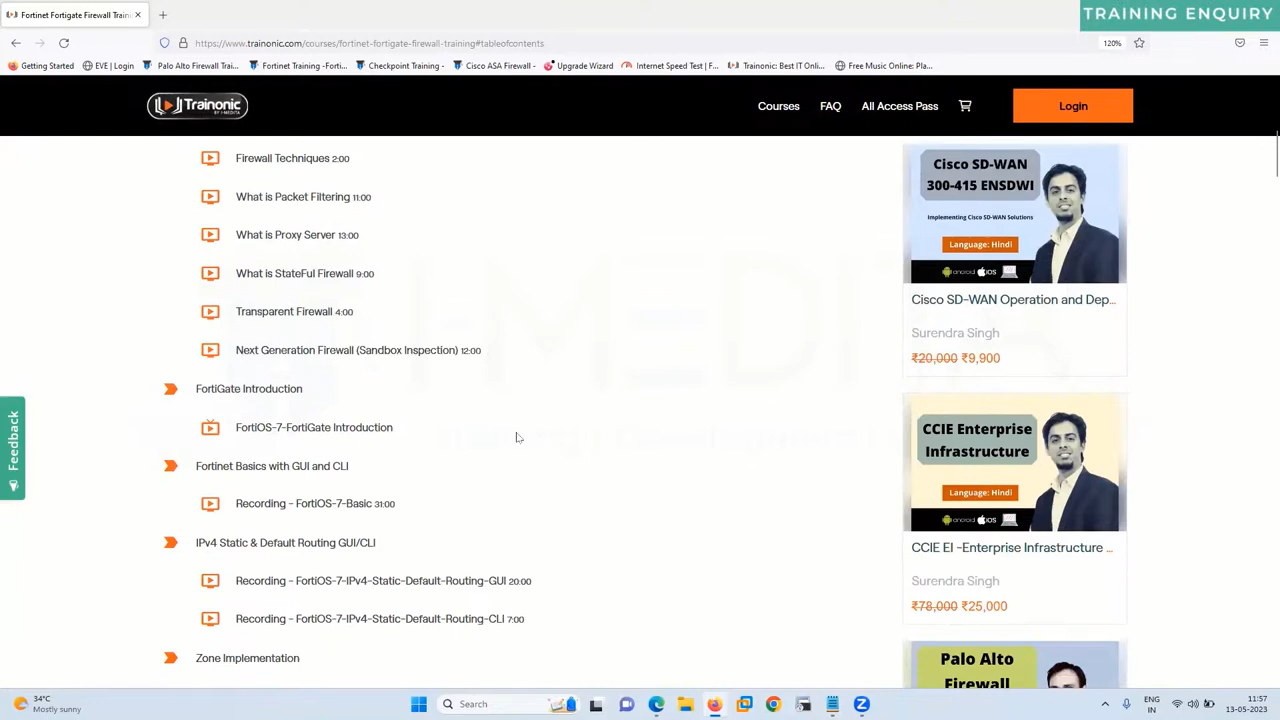 Fortinet Fortigate Firewall Train
TRAINING ENQUIRY
https://www.trainonic.com/courses/fortinet-fortigate-firewall-training#tableofcontents
120%
Getting Started
EVE | Login
Palo Alto Firewall Trai...
Fortinet Training -Forti...
Checkpoint Training -
Cisco ASA Firewall -
Upgrade Wizard
Internet Speed Test | F...
Trainonic: Best IT Onli...
Free Music Online: Pla...
Trainonic
BY I-MEDITA
Courses
FAQ
All Access Pass
Login
Firewall Techniques 2:00
What is Packet Filtering 11:00
What is Proxy Server 13:00
What is StateFul Firewall 9:00
Transparent Firewall 4:00
Next Generation Firewall (Sandbox Inspection) 12:00
FortiGate Introduction
FortiOS-7-FortiGate Introduction
Fortinet Basics with GUI and CLI
Recording - FortiOS-7-Basic 31:00
IPv4 Static & Default Routing GUI/CLI
Recording - FortiOS-7-IPv4-Static-Default-Routing-GUI 20:00
Recording - FortiOS-7-IPv4-Static-Default-Routing-CLI 7:00
Zone Implementation
Cisco SD-WAN
300-415 ENSDWI
Implementing Cisco SD-WAN Solutions
Language: Hindi
android iOS
Cisco SD-WAN Operation and Dep...
Surendra Singh
₹20,000 ₹9,900
CCIE Enterprise
Infrastructure
Language: Hindi
android iOS
CCIE EI -Enterprise Infrastructure ...
Surendra Singh
₹78,000 ₹25,000
Palo Alto
Firewall
Feedback
34°C
Mostly sunny
Search
ENG
IN
11:57
13-05-2023